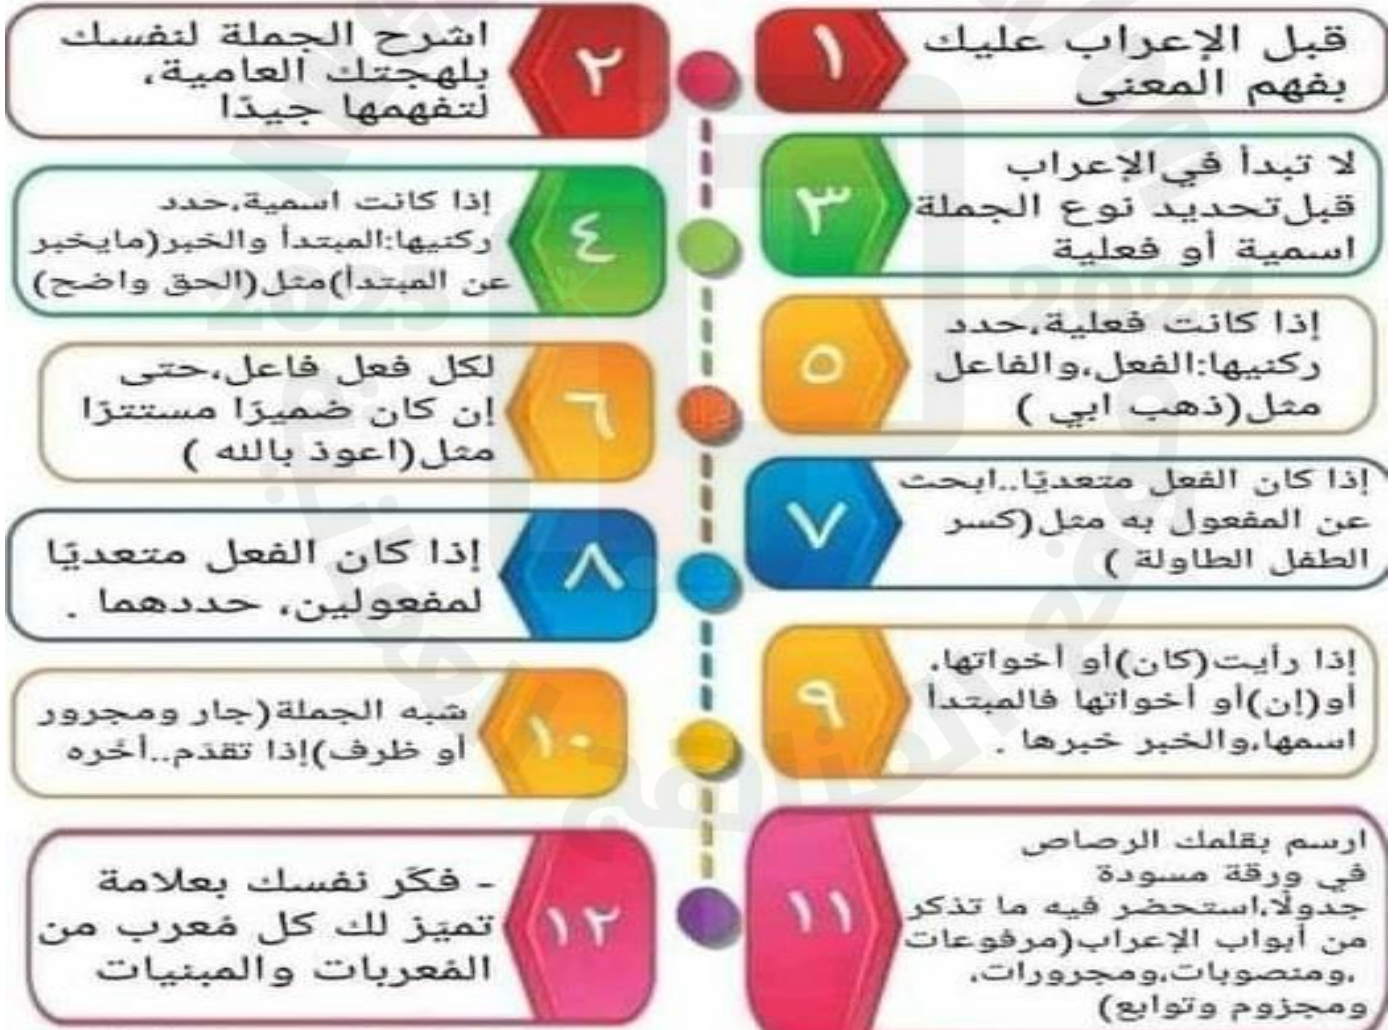 ١
قبل الإعراب عليك
بفهم المعنى
٢
اشرح الجملة لنفسك
بلهجتك العامية،
لتفهمها جيدًا
٣
لا تبدأ في الإعراب
قبل تحديد نوع الجملة
اسمية أو فعلية
٤
إذا كانت اسمية،حدد
ركنيها:المبتدأ والخبر(مايخبر
عن المبتدأ)مثل(الحق واضح)
٥
إذا كانت فعلية،حدد
ركنيها:الفعل،والفاعل
مثل(ذهب ابي )
٦
لكل فعل فاعل،حتى
إن كان ضميرًا مستترًا
مثل(اعوذ بالله )
٧
إذا كان الفعل متعديًا..ابحث
عن المفعول به مثل(كسر
الطفل الطاولة )
٨
إذا كان الفعل متعديًا
لمفعولين، حددهما .
٩
إذا رأيت(كان)أو أخواتها،
أو(إن)أو أخواتها فالمبتدأ
اسمها،والخبر خبرها .
١٠
شبه الجملة(جار ومجرور
أو ظرف)إذا تقدّم..أخّره
١١
ارسم بقلمك الرصاص
في ورقة مسودة
جدولًا،استحضر فيه ما تذكر
من أبواب الإعراب(مرفوعات
،ومنصوبات،ومجرورات،
ومجزوم وتوابع)
١٢
- فكّر نفسك بعلامة
تميّز لك كل مُعرب من
المُعربات والمبنيات
2023
2024